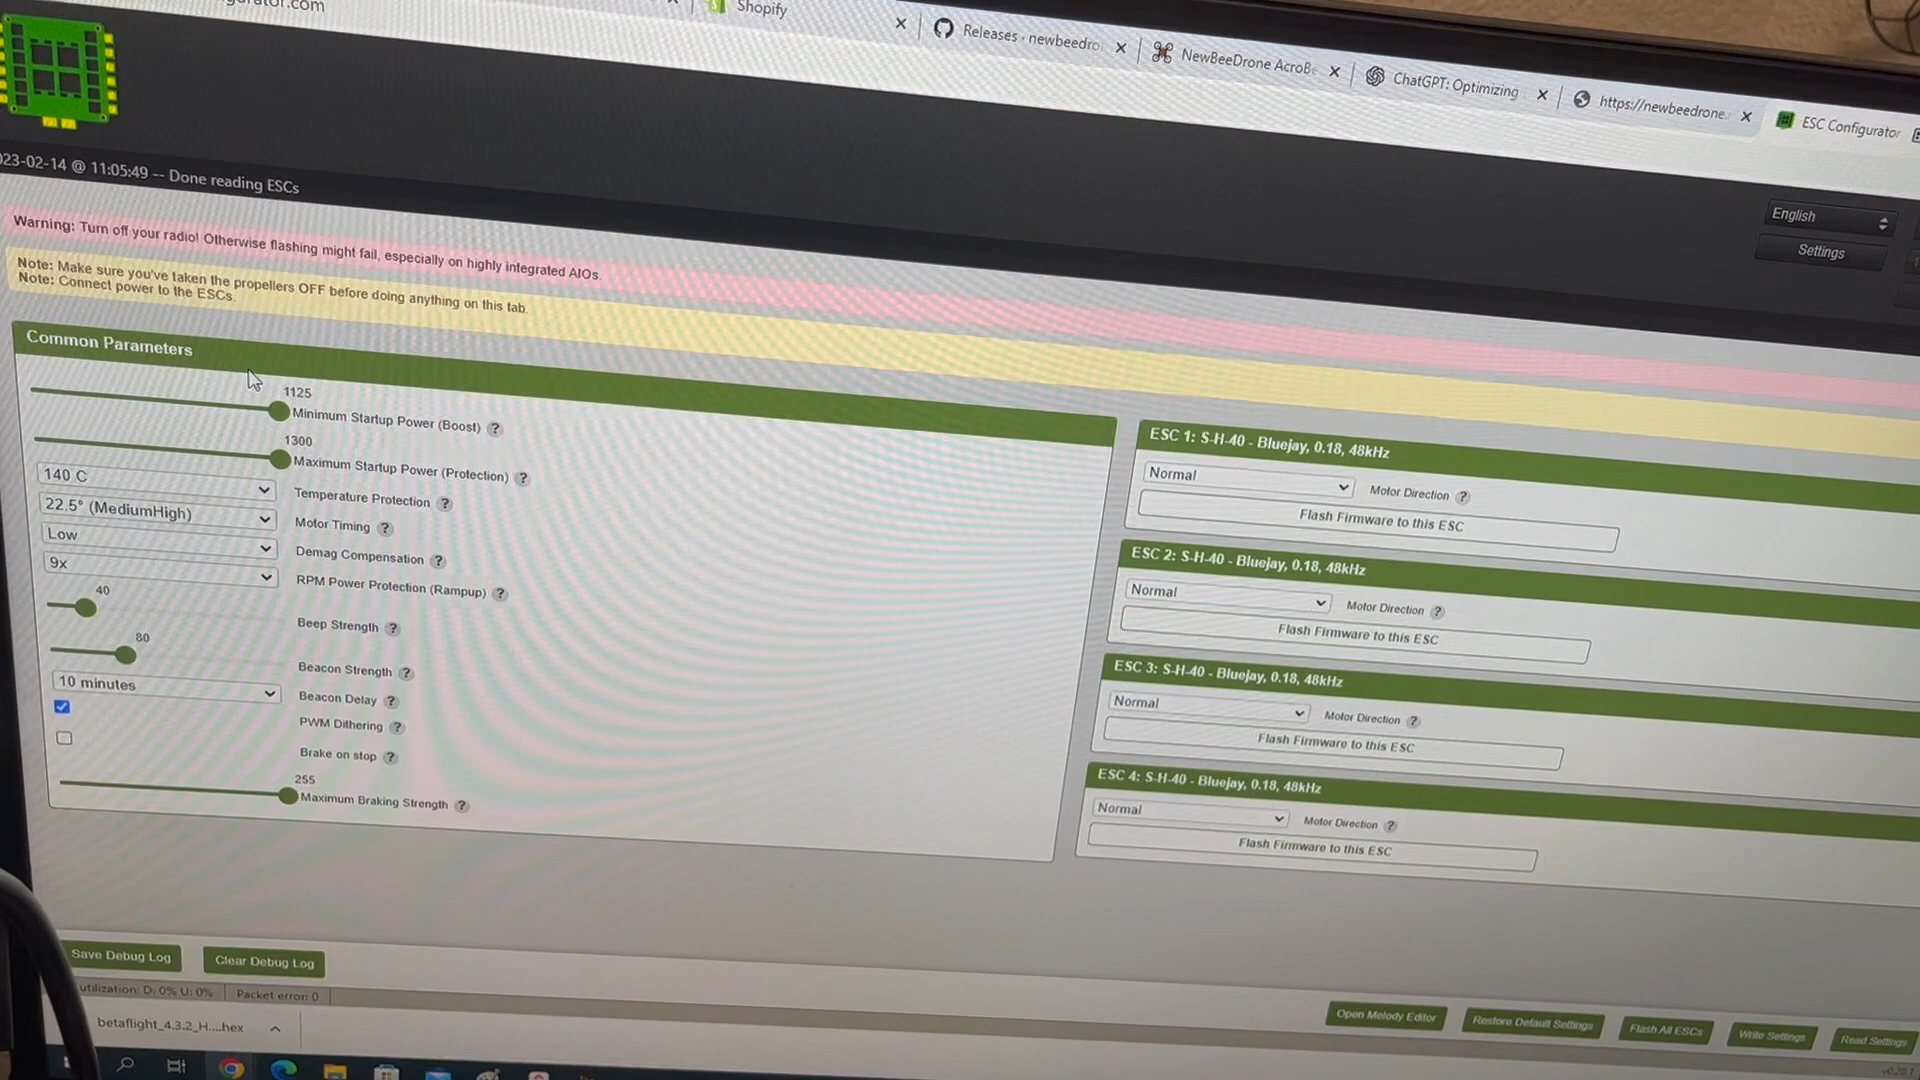 .com
Shopify
Releases · newbeedro
NewBeeDrone AcroB
ChatGPT: Optimizing
https://newbeedrone.
ESC Configurator
23-02-14 @ 11:05:49 -- Done reading ESCs
English
Settings
Warning: Turn off your radio! Otherwise flashing might fail, especially on highly integrated AIOs.
Note: Make sure you've taken the propellers OFF before doing anything on this tab.
Note: Connect power to the ESCs.
Common Parameters
1125
Minimum Startup Power (Boost) ?
1300
Maximum Startup Power (Protection) ?
140 C
Temperature Protection ?
22.5° (MediumHigh)
Motor Timing ?
Low
Demag Compensation ?
9x
RPM Power Protection (Rampup) ?
40
Beep Strength ?
80
Beacon Strength ?
10 minutes
Beacon Delay ?
PWM Dithering ?
Brake on stop ?
255
Maximum Braking Strength ?
ESC 1: S-H-40 - Bluejay, 0.18, 48kHz
Normal
Motor Direction ?
Flash Firmware to this ESC
ESC 2: S-H-40 - Bluejay, 0.18, 48kHz
Normal
Motor Direction ?
Flash Firmware to this ESC
ESC 3: S-H-40 - Bluejay, 0.18, 48kHz
Normal
Motor Direction ?
Flash Firmware to this ESC
ESC 4: S-H-40 - Bluejay, 0.18, 48kHz
Normal
Motor Direction ?
Flash Firmware to this ESC
Save Debug Log
Clear Debug Log
utilization: D: 0% U: 0%
Packet error: 0
Open Melody Editor
Restore Default Settings
Flash All ESCs
Write Settings
Read Settings
betaflight_4.3.2_H....hex